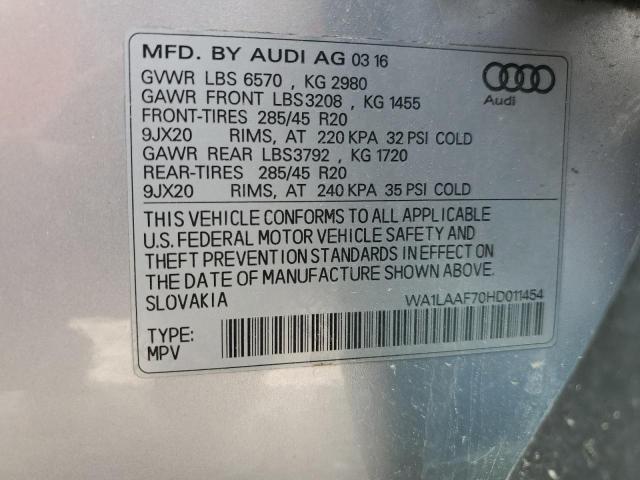 MFD. BY AUDI AG 03 16
GVWR LBS 6570 , KG 2980
GAWR FRONT LBS3208 , KG 1455
FRONT-TIRES 285/45 R20
9JX20 RIMS, AT 220 KPA 32 PSI COLD
GAWR REAR LBS3792 , KG 1720
REAR-TIRES 285/45 R20
9JX20 RIMS, AT 240 KPA 35 PSI COLD
Audi
THIS VEHICLE CONFORMS TO ALL APPLICABLE
U.S. FEDERAL MOTOR VEHICLE SAFETY AND
THEFT PREVENTION STANDARDS IN EFFECT ON
THE DATE OF MANUFACTURE SHOWN ABOVE.
SLOVAKIA WA1LAAF70HD011454
TYPE:
MPV